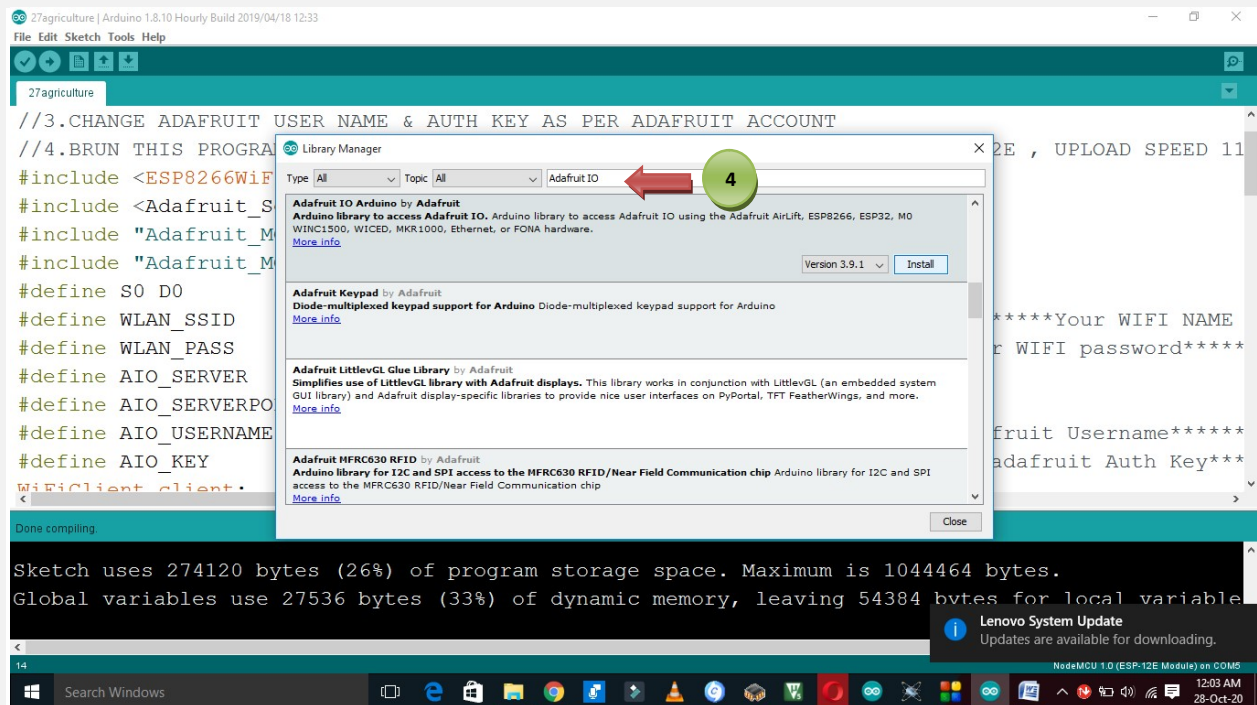 27agriculture | Arduino 1.8.10 Hourly Build 2019/04/18 12:33
File Edit Sketch Tools Help
27agriculture
//3.CHANGE ADAFRUIT USER NAME & AUTH KEY AS PER ADAFRUIT ACCOUNT
//4.BRUN THIS PROGRA
2E , UPLOAD SPEED 11
#include <ESP8266WiF
#include <Adafruit_S
#include "Adafruit_M
#include "Adafruit_M
#define S0 D0
#define WLAN_SSID
*****Your WIFI NAME
#define WLAN_PASS
r WIFI password*****
#define AIO_SERVER
#define AIO_SERVERPO
#define AIO_USERNAME
fruit Username******
#define AIO_KEY
adafruit Auth Key***
WiFiClient client;
Library Manager
Type All Topic All Adafruit IO
4
Adafruit IO Arduino by Adafruit
Arduino library to access Adafruit IO. Arduino library to access Adafruit IO using the Adafruit AirLift, ESP8266, ESP32, M0
WINC1500, WICED, MKR1000, Ethernet, or FONA hardware.
More info
Version 3.9.1 Install
Adafruit Keypad by Adafruit
Diode-multiplexed keypad support for Arduino Diode-multiplexed keypad support for Arduino
More info
Adafruit LittlevGL Glue Library by Adafruit
Simplifies use of LittlevGL library with Adafruit displays. This library works in conjunction with LittlevGL (an embedded system
GUI library) and Adafruit display-specific libraries to provide nice user interfaces on PyPortal, TFT FeatherWings, and more.
More info
Adafruit MFRC630 RFID by Adafruit
Arduino library for I2C and SPI access to the MFRC630 RFID/Near Field Communication chip Arduino library for I2C and SPI
access to the MFRC630 RFID/Near Field Communication chip
More info
Close
Done compiling.
Sketch uses 274120 bytes (26%) of program storage space. Maximum is 1044464 bytes.
Global variables use 27536 bytes (33%) of dynamic memory, leaving 54384 bytes for local variable
Lenovo System Update
Updates are available for downloading.
14
NodeMCU 1.0 (ESP-12E Module) on COM5
Search Windows
12:03 AM
28-Oct-20